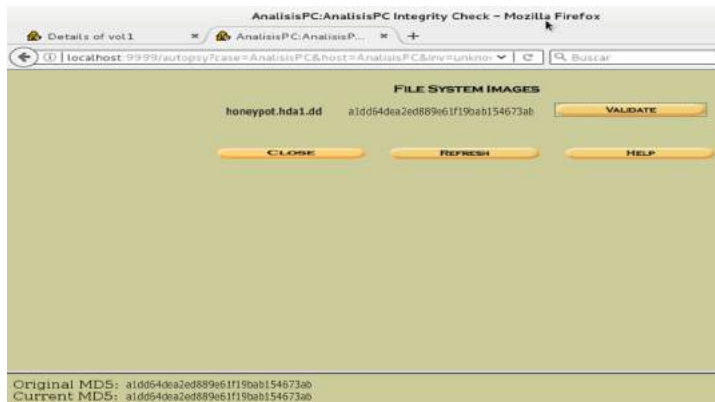 AnalisisPC:AnalisisPC Integrity Check - Mozilla Firefox
Details of vol1
AnalisisPC:AnalisisP...
localhost:9999/autopsy?case=AnalisisPC&host=AnalisisPC&inv=unkno
Buscar
FILE SYSTEM IMAGES
honeypot.hda1.dd a1dd64dea2ed889e61f19bab154673ab VALIDATE
CLOSE REFRESH HELP
Original MD5: a1dd64dea2ed889e61f19bab154673ab
Current MD5: a1dd64dea2ed889e61f19bab154673ab